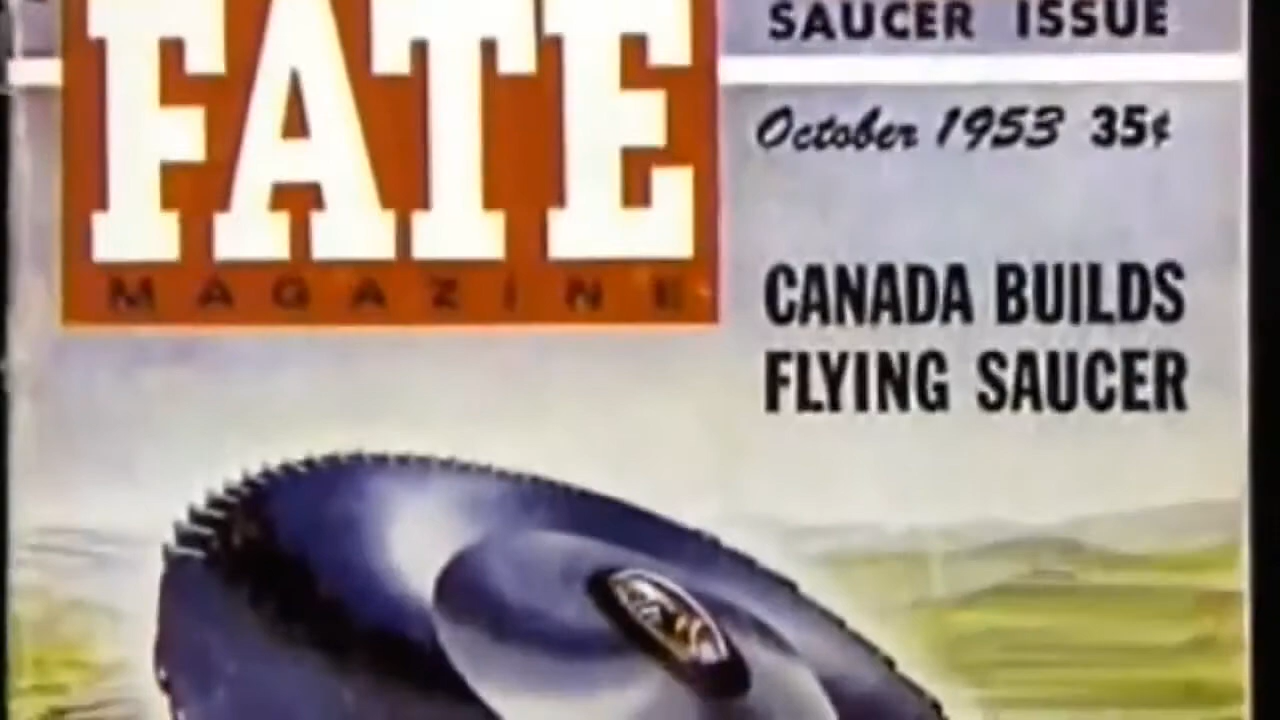 FATE
MAGAZINE
SAUCER ISSUE
October 1953 35¢
CANADA BUILDS
FLYING SAUCER